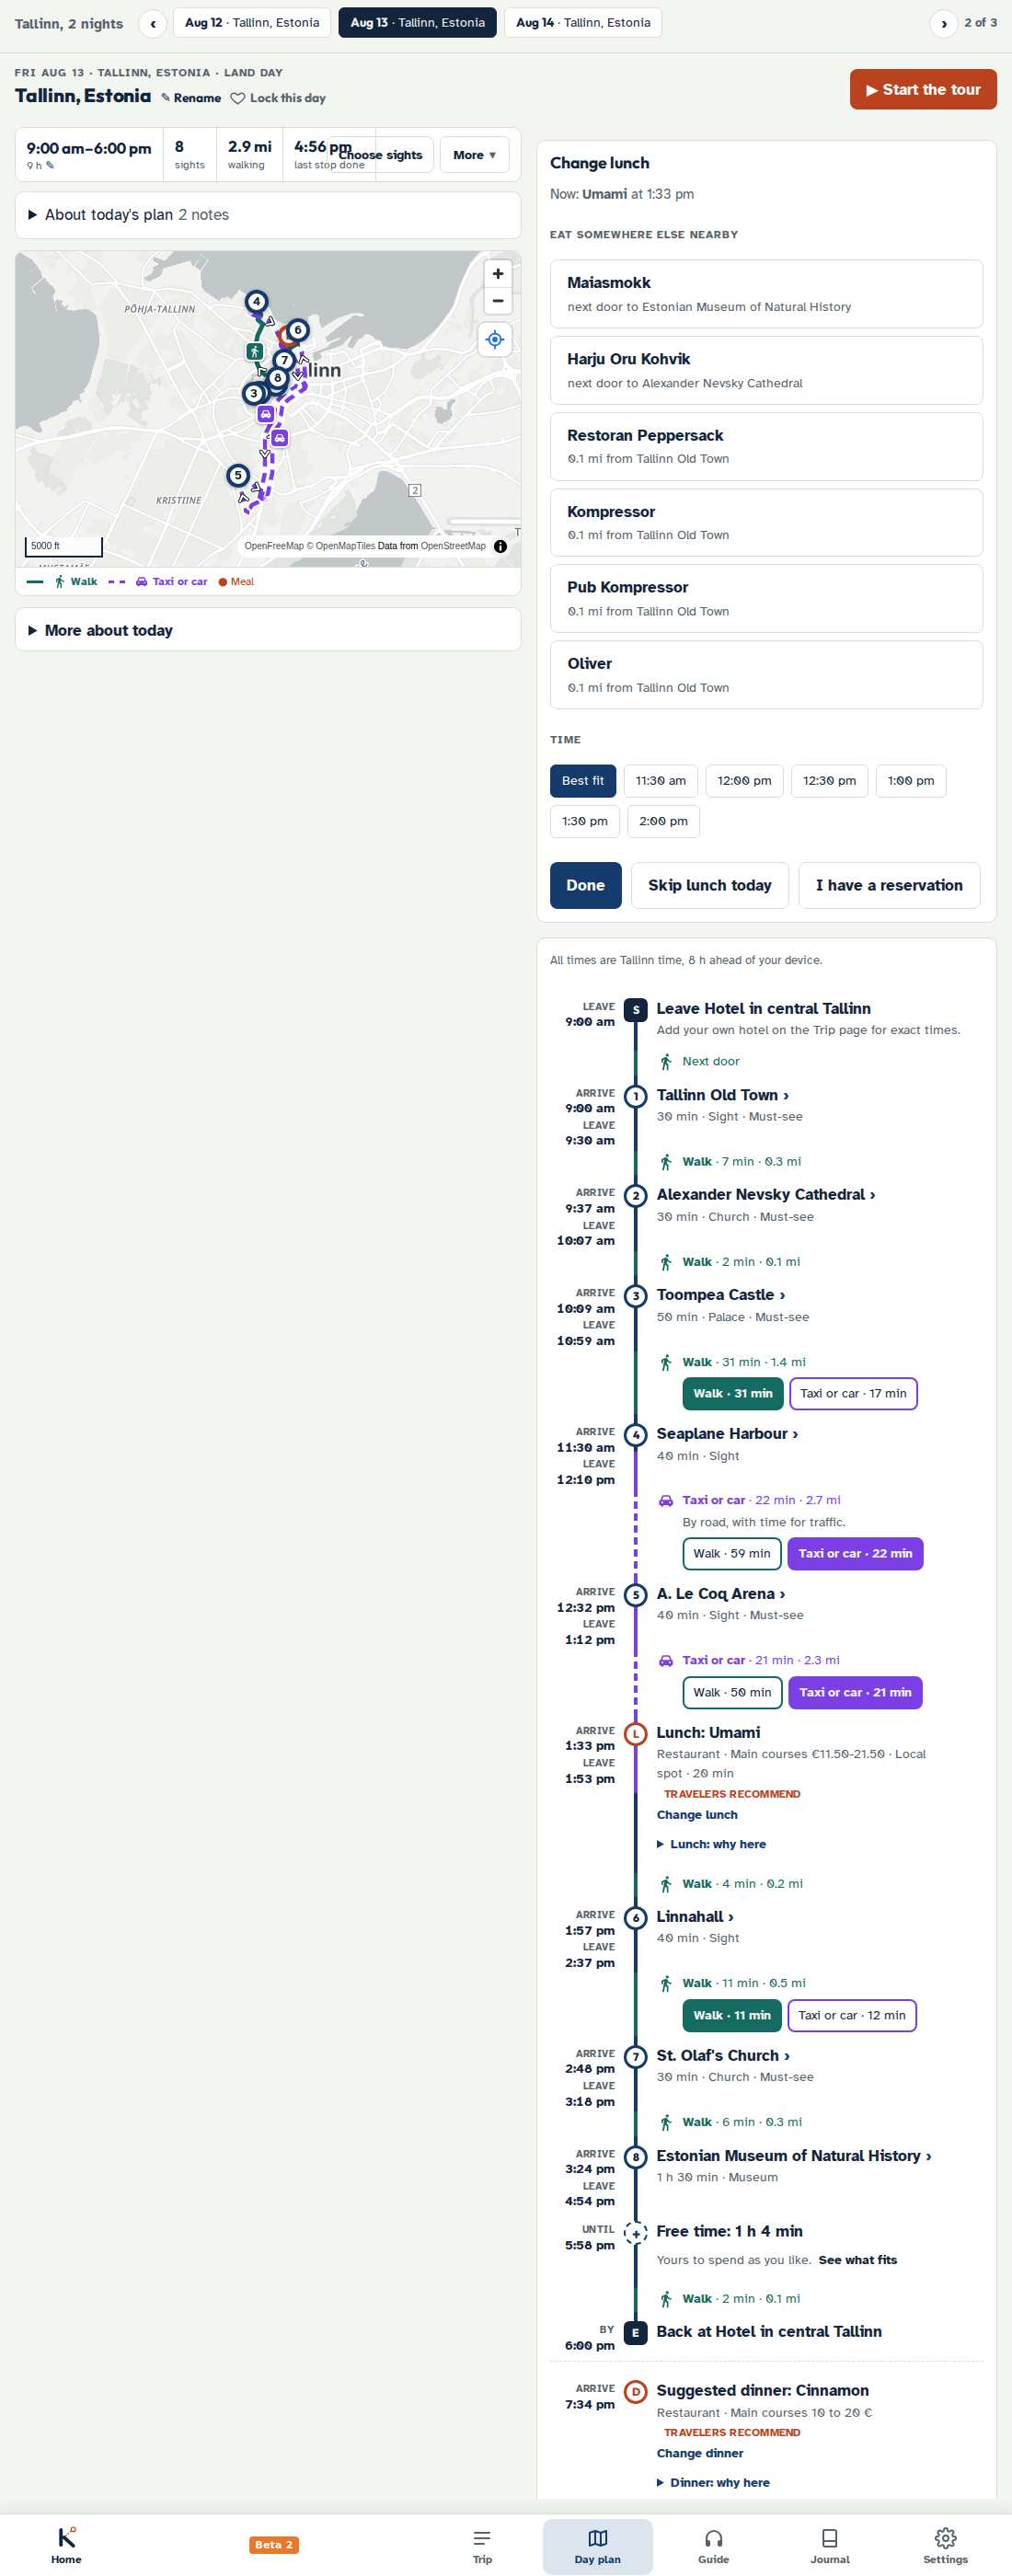 Tallinn, 2 nights
‹
Aug 12 · Tallinn, Estonia
Aug 13 · Tallinn, Estonia
Aug 14 · Tallinn, Estonia
›
2 of 3
FRI AUG 13 · TALLINN, ESTONIA · LAND DAY
Tallinn, Estonia ✎ Rename Lock this day
▶ Start the tour
9:00 am–6:00 pm
9 h ✎
8
sights
2.9 mi
walking
4:56 pm
last stop done
Choose sights
More ▾
▶ About today's plan 2 notes
PÕHJA-TALLINN
4
6
7
llinn
8
3
5
KRISTIINE
2
+
−
5000 ft
OpenFreeMap © OpenMapTiles Data from OpenStreetMap
Walk
Taxi or car
Meal
▶ More about today
Change lunch
Now: Umami at 1:33 pm
EAT SOMEWHERE ELSE NEARBY
Maiasmokk
next door to Estonian Museum of Natural History
Harju Oru Kohvik
next door to Alexander Nevsky Cathedral
Restoran Peppersack
0.1 mi from Tallinn Old Town
Kompressor
0.1 mi from Tallinn Old Town
Pub Kompressor
0.1 mi from Tallinn Old Town
Oliver
0.1 mi from Tallinn Old Town
TIME
Best fit
11:30 am
12:00 pm
12:30 pm
1:00 pm
1:30 pm
2:00 pm
Done
Skip lunch today
I have a reservation
All times are Tallinn time, 8 h ahead of your device.
LEAVE
9:00 am
S
Leave Hotel in central Tallinn
Add your own hotel on the Trip page for exact times.
Next door
ARRIVE
9:00 am
LEAVE
9:30 am
1
Tallinn Old Town ›
30 min · Sight · Must-see
Walk · 7 min · 0.3 mi
ARRIVE
9:37 am
LEAVE
10:07 am
2
Alexander Nevsky Cathedral ›
30 min · Church · Must-see
Walk · 2 min · 0.1 mi
ARRIVE
10:09 am
LEAVE
10:59 am
3
Toompea Castle ›
50 min · Palace · Must-see
Walk · 31 min · 1.4 mi
Walk · 31 min
Taxi or car · 17 min
ARRIVE
11:30 am
LEAVE
12:10 pm
4
Seaplane Harbour ›
40 min · Sight
Taxi or car · 22 min · 2.7 mi
By road, with time for traffic.
Walk · 59 min
Taxi or car · 22 min
ARRIVE
12:32 pm
LEAVE
1:12 pm
5
A. Le Coq Arena ›
40 min · Sight · Must-see
Taxi or car · 21 min · 2.3 mi
Walk · 50 min
Taxi or car · 21 min
ARRIVE
1:33 pm
LEAVE
1:53 pm
L
Lunch: Umami
Restaurant · Main courses €11.50-21.50 · Local
spot · 20 min
TRAVELERS RECOMMEND
Change lunch
▶ Lunch: why here
Walk · 4 min · 0.2 mi
ARRIVE
1:57 pm
LEAVE
2:37 pm
6
Linnahall ›
40 min · Sight
Walk · 11 min · 0.5 mi
Walk · 11 min
Taxi or car · 12 min
ARRIVE
2:48 pm
LEAVE
3:18 pm
7
St. Olaf's Church ›
30 min · Church · Must-see
Walk · 6 min · 0.3 mi
ARRIVE
3:24 pm
LEAVE
4:54 pm
8
Estonian Museum of Natural History ›
1 h 30 min · Museum
UNTIL
5:58 pm
+
Free time: 1 h 4 min
Yours to spend as you like. See what fits
Walk · 2 min · 0.1 mi
BY
6:00 pm
E
Back at Hotel in central Tallinn
ARRIVE
7:34 pm
D
Suggested dinner: Cinnamon
Restaurant · Main courses 10 to 20 €
TRAVELERS RECOMMEND
Change dinner
▶ Dinner: why here
Home
Beta 2
Trip
Day plan
Guide
Journal
Settings